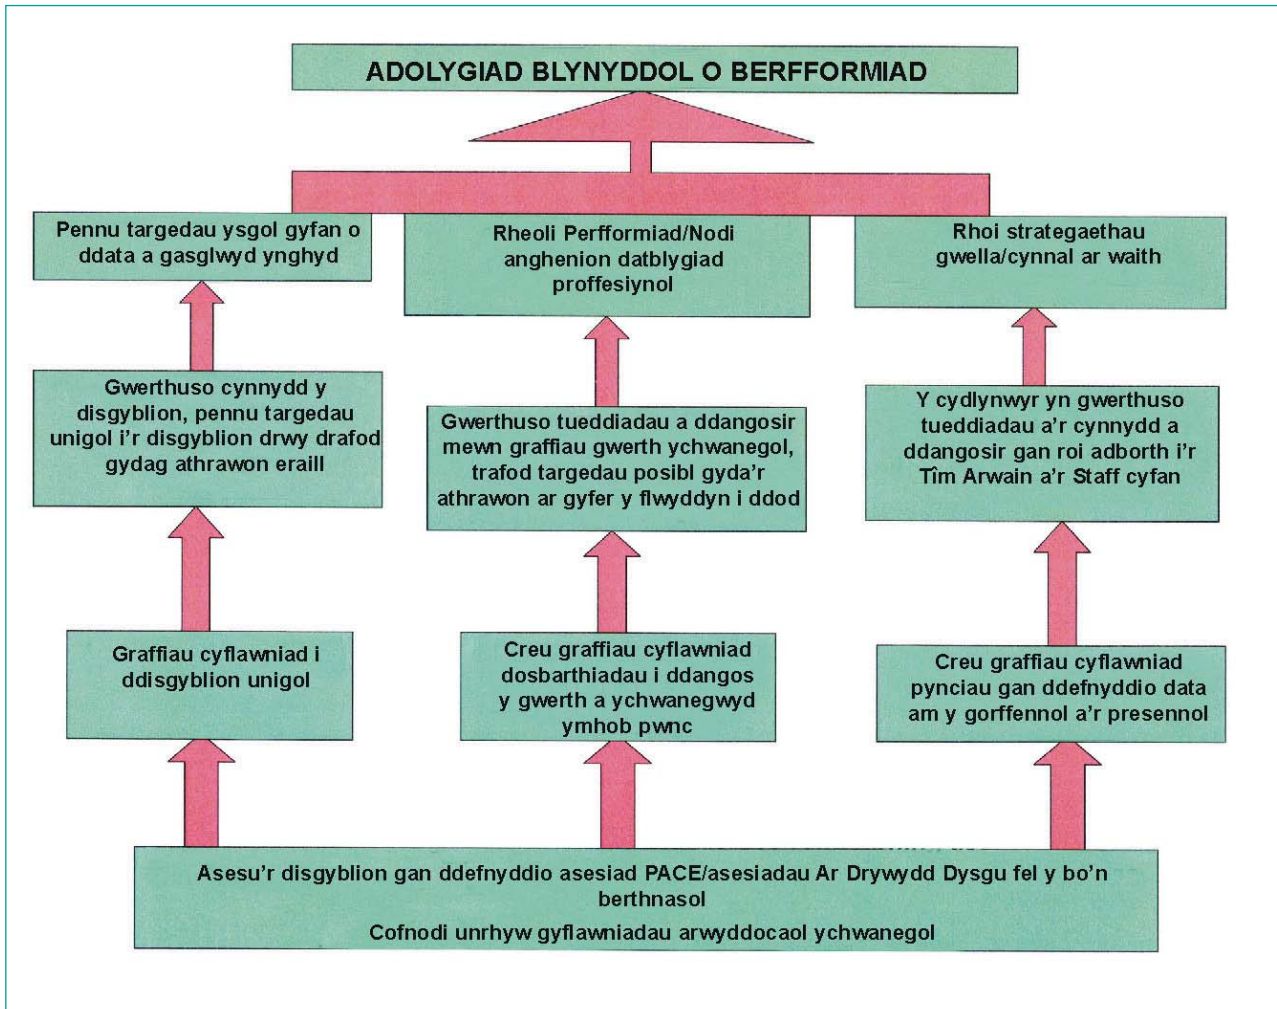 ADOLYGIAD BLYNYDDOL O BERFFORMIAD
Pennu targedau ysgol gyfan o
ddata a gasglwyd ynghyd
Rheoli Perfformiad/Nodi
anghenion datblygiad
proffesiynol
Rhoi strategaethau
gwella/cynnal ar waith
Gwerthuso cynnydd y
disgyblion, pennu targedau
unigol i’r disgyblion drwy drafod
gydag athrawon eraill
Gwerthuso tueddiadau a ddangosir
mewn graffiau gwerth ychwanegol,
trafod targedau posibl gyda’r
athrawon ar gyfer y flwyddyn i ddod
Y cydlynwyr yn gwerthuso
tueddiadau a’r cynnydd a
ddangosir gan roi adborth i’r
Tîm Arwain a’r Staff cyfan
Graffiau cyflawniad i
ddisgyblion unigol
Creu graffiau cyflawniad
dosbarthiadau i ddangos
y gwerth a ychwanegwyd
ymhob pwnc
Creu graffiau cyflawniad
pynciau gan ddefnyddio data
am y gorffennol a’r presennol
Asesu’r disgyblion gan ddefnyddio asesiad PACE/asesiadau Ar Drywydd Dysgu fel y bo’n
berthnasol
Cofnodi unrhyw gyflawniadau arwyddocaol ychwanegol